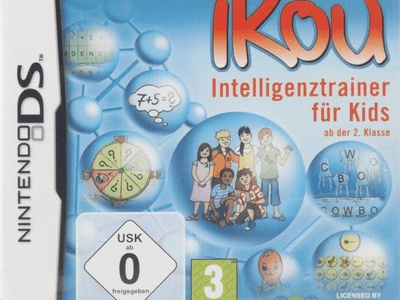 NINTENDO DS
iKOU
Intelligenztrainer
für Kids
ab der 2. Klasse
7+5=?
C W B
O O
COWBO
USK
ab
0
freigegeben
3
LICENSED BY